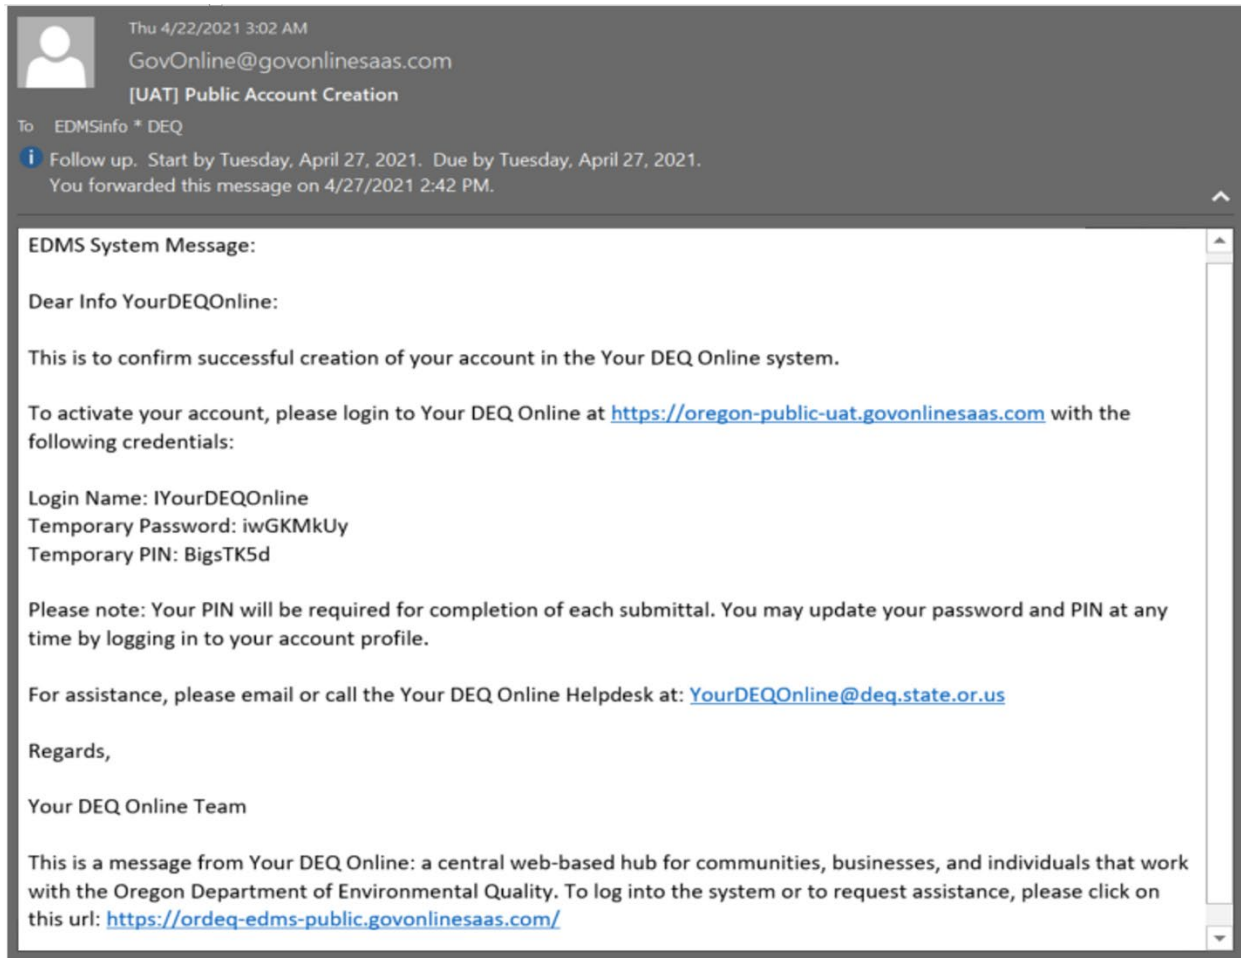 Thu 4/22/2021 3:02 AM
GovOnline@govonlinesaas.com
[UAT] Public Account Creation
To EDMSinfo * DEQ
i Follow up. Start by Tuesday, April 27, 2021. Due by Tuesday, April 27, 2021.
You forwarded this message on 4/27/2021 2:42 PM.
EDMS System Message:
Dear Info YourDEQOnline:
This is to confirm successful creation of your account in the Your DEQ Online system.
To activate your account, please login to Your DEQ Online at https://oregon-public-uat.govonlinesaas.com with the
following credentials:
Login Name: IYourDEQOnline
Temporary Password: iwGKMkUy
Temporary PIN: BigsTK5d
Please note: Your PIN will be required for completion of each submittal. You may update your password and PIN at any
time by logging in to your account profile.
For assistance, please email or call the Your DEQ Online Helpdesk at: YourDEQOnline@deq.state.or.us
Regards,
Your DEQ Online Team
This is a message from Your DEQ Online: a central web-based hub for communities, businesses, and individuals that work
with the Oregon Department of Environmental Quality. To log into the system or to request assistance, please click on
this url: https://ordeq-edms-public.govonlinesaas.com/